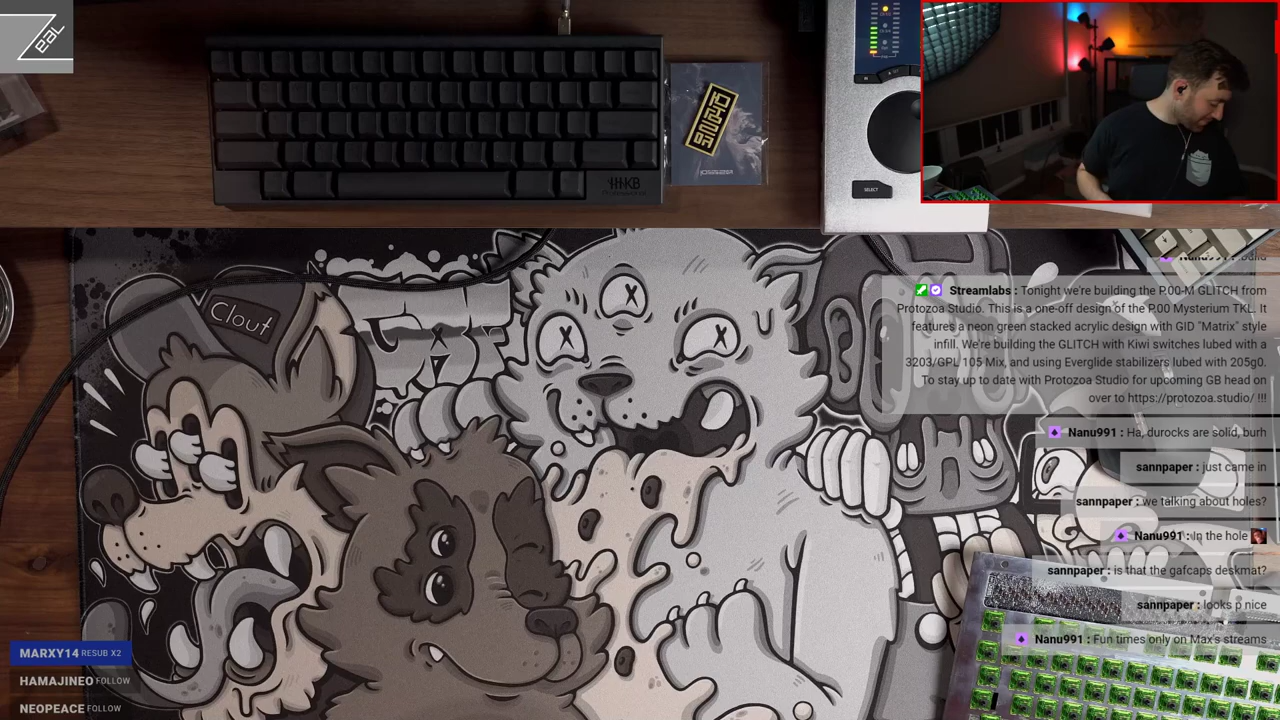 Zeal
HHKB
SELECT
Clout
Nanu991 : build
Streamlabs : Tonight we're building the P.00-M GLITCH from
Protozoa Studio. This is a one-off design of the P.00 Mysterium TKL. It
features a neon green stacked acrylic design with GID "Matrix" style
infill. We're building the GLITCH with Kiwi switches lubed with a
3203/GPL 105 Mix, and using Everglide stabilizers lubed with 205g0.
To stay up to date with Protozoa Studio for upcoming GB head on
over to https://protozoa.studio/ !!!
Nanu991 : Ha, durocks are solid, burh
sannpaper : just came in
sannpaper : we talking about holes?
Nanu991 : In the hole
sannpaper : is that the gafcaps deskmat?
sannpaper : looks p nice
Nanu991 : Fun times only on Max's streams
MARXY14 RESUB X2
HAMAJINEO FOLLOW
NEOPEACE FOLLOW